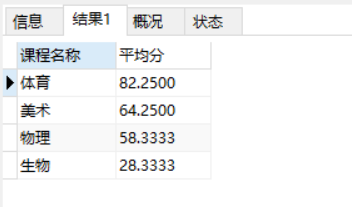 信息 结果1 概况 状态
课程名称 平均分
体育 82.2500
美术 64.2500
物理 58.3333
生物 28.3333